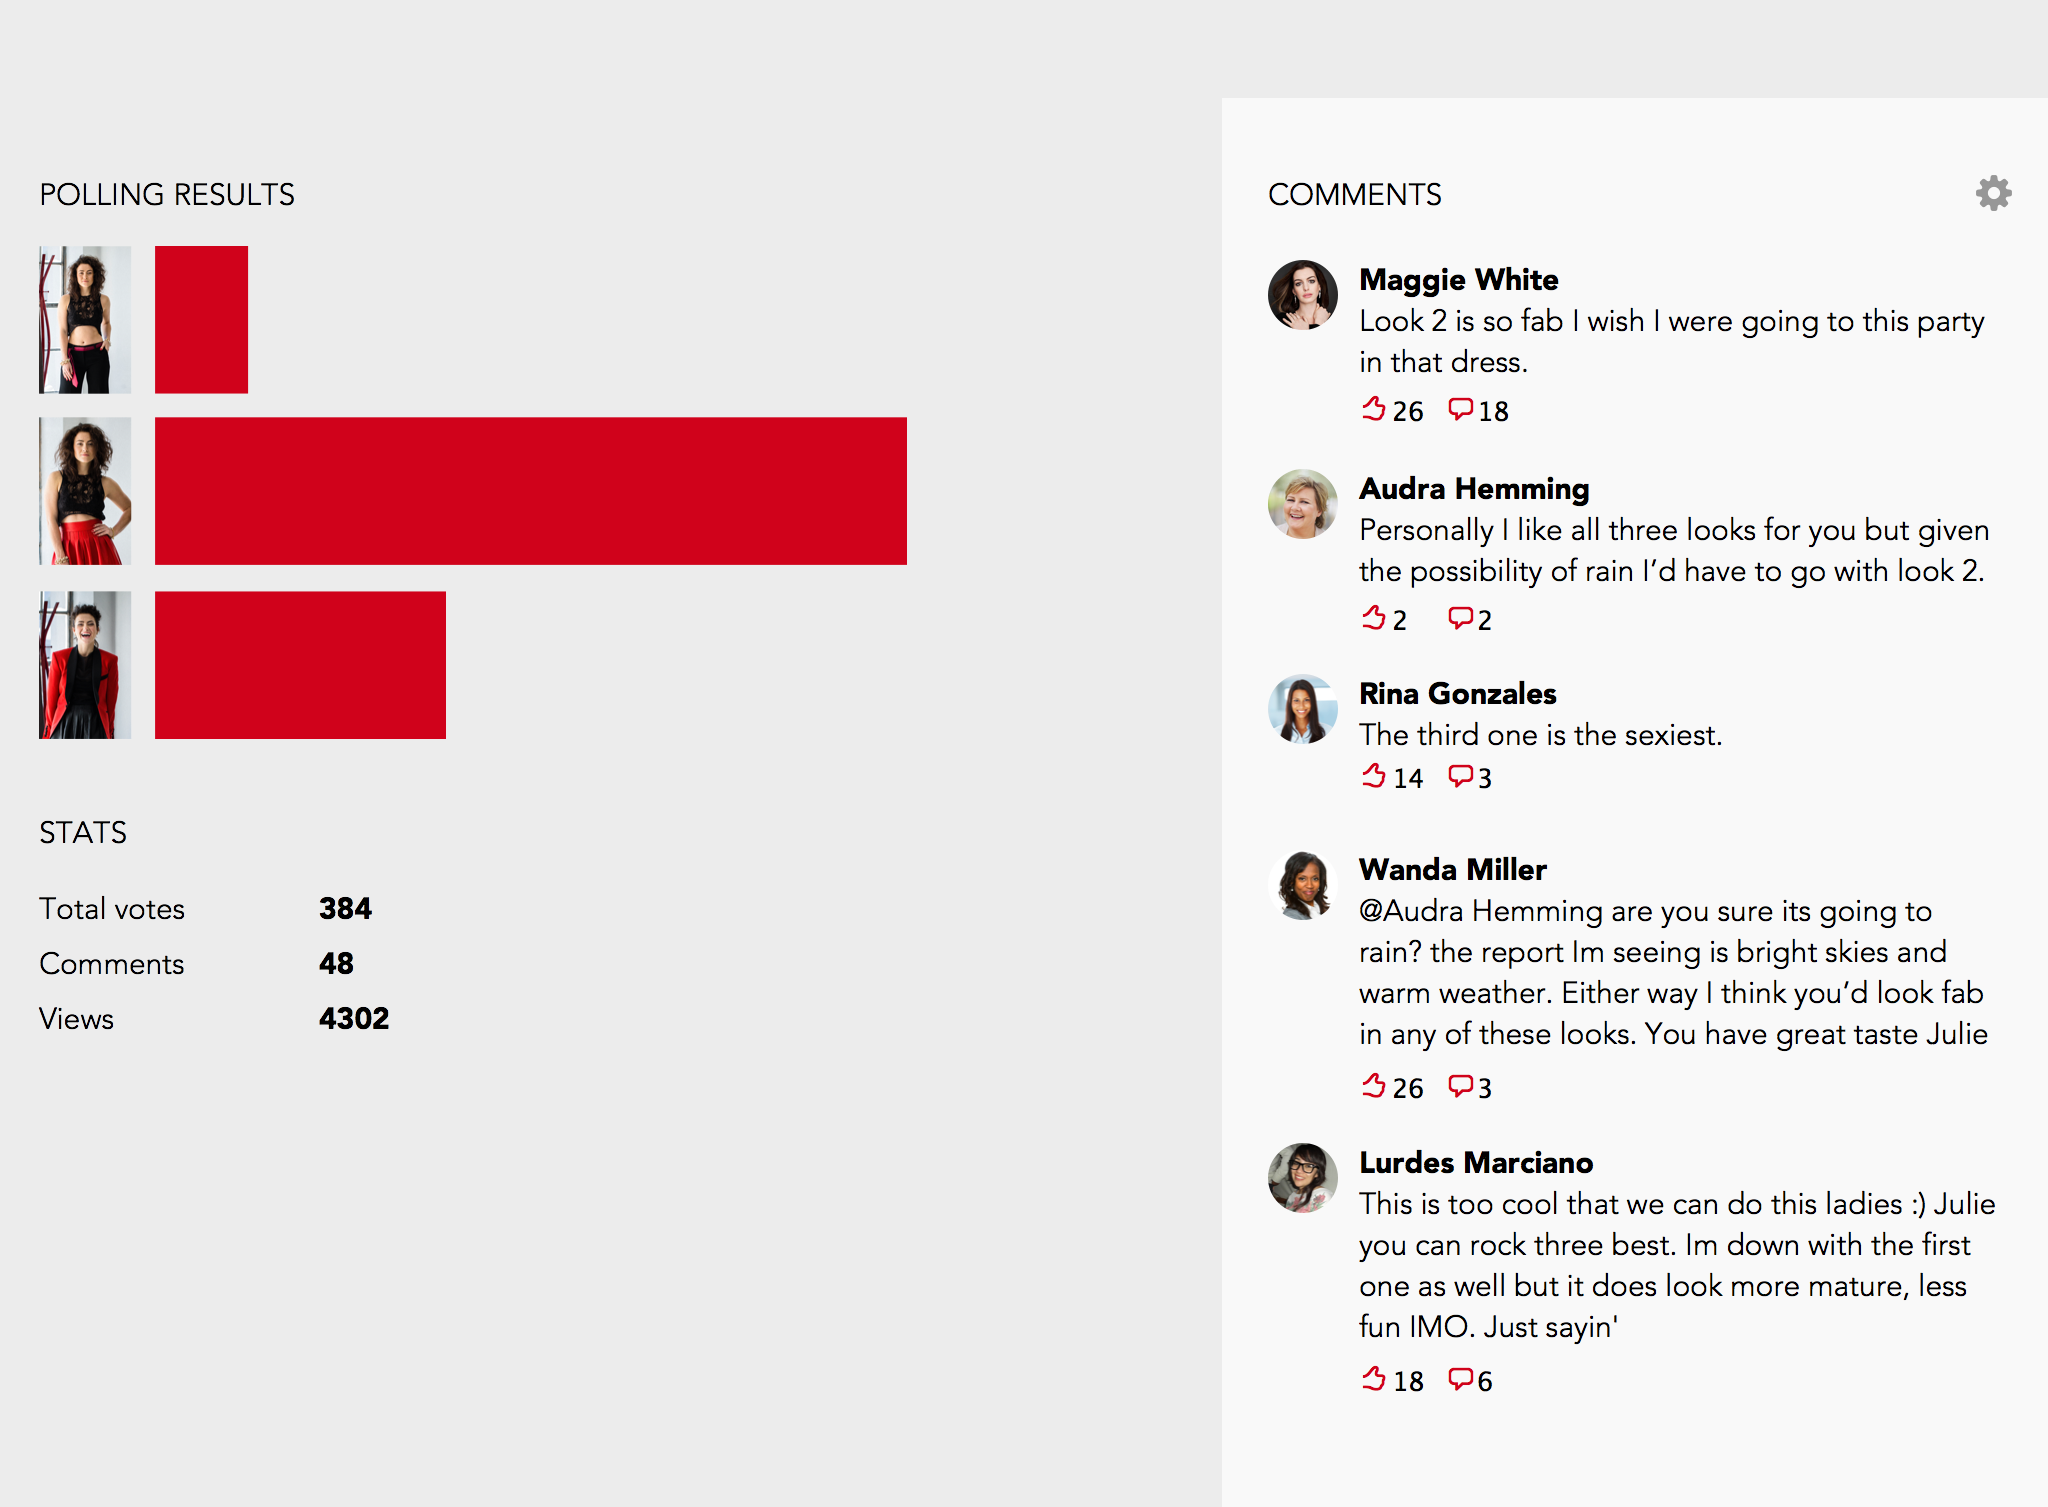 POLLING RESULTS
STATS
Total votes 384
Comments 48
Views 4302
COMMENTS
Maggie White
Look 2 is so fab I wish I were going to this party
in that dress.
26 18
Audra Hemming
Personally I like all three looks for you but given
the possibility of rain I’d have to go with look 2.
2 2
Rina Gonzales
The third one is the sexiest.
14 3
Wanda Miller
@Audra Hemming are you sure its going to
rain? the report Im seeing is bright skies and
warm weather. Either way I think you’d look fab
in any of these looks. You have great taste Julie
26 3
Lurdes Marciano
This is too cool that we can do this ladies :) Julie
you can rock three best. Im down with the first
one as well but it does look more mature, less
fun IMO. Just sayin'
18 6